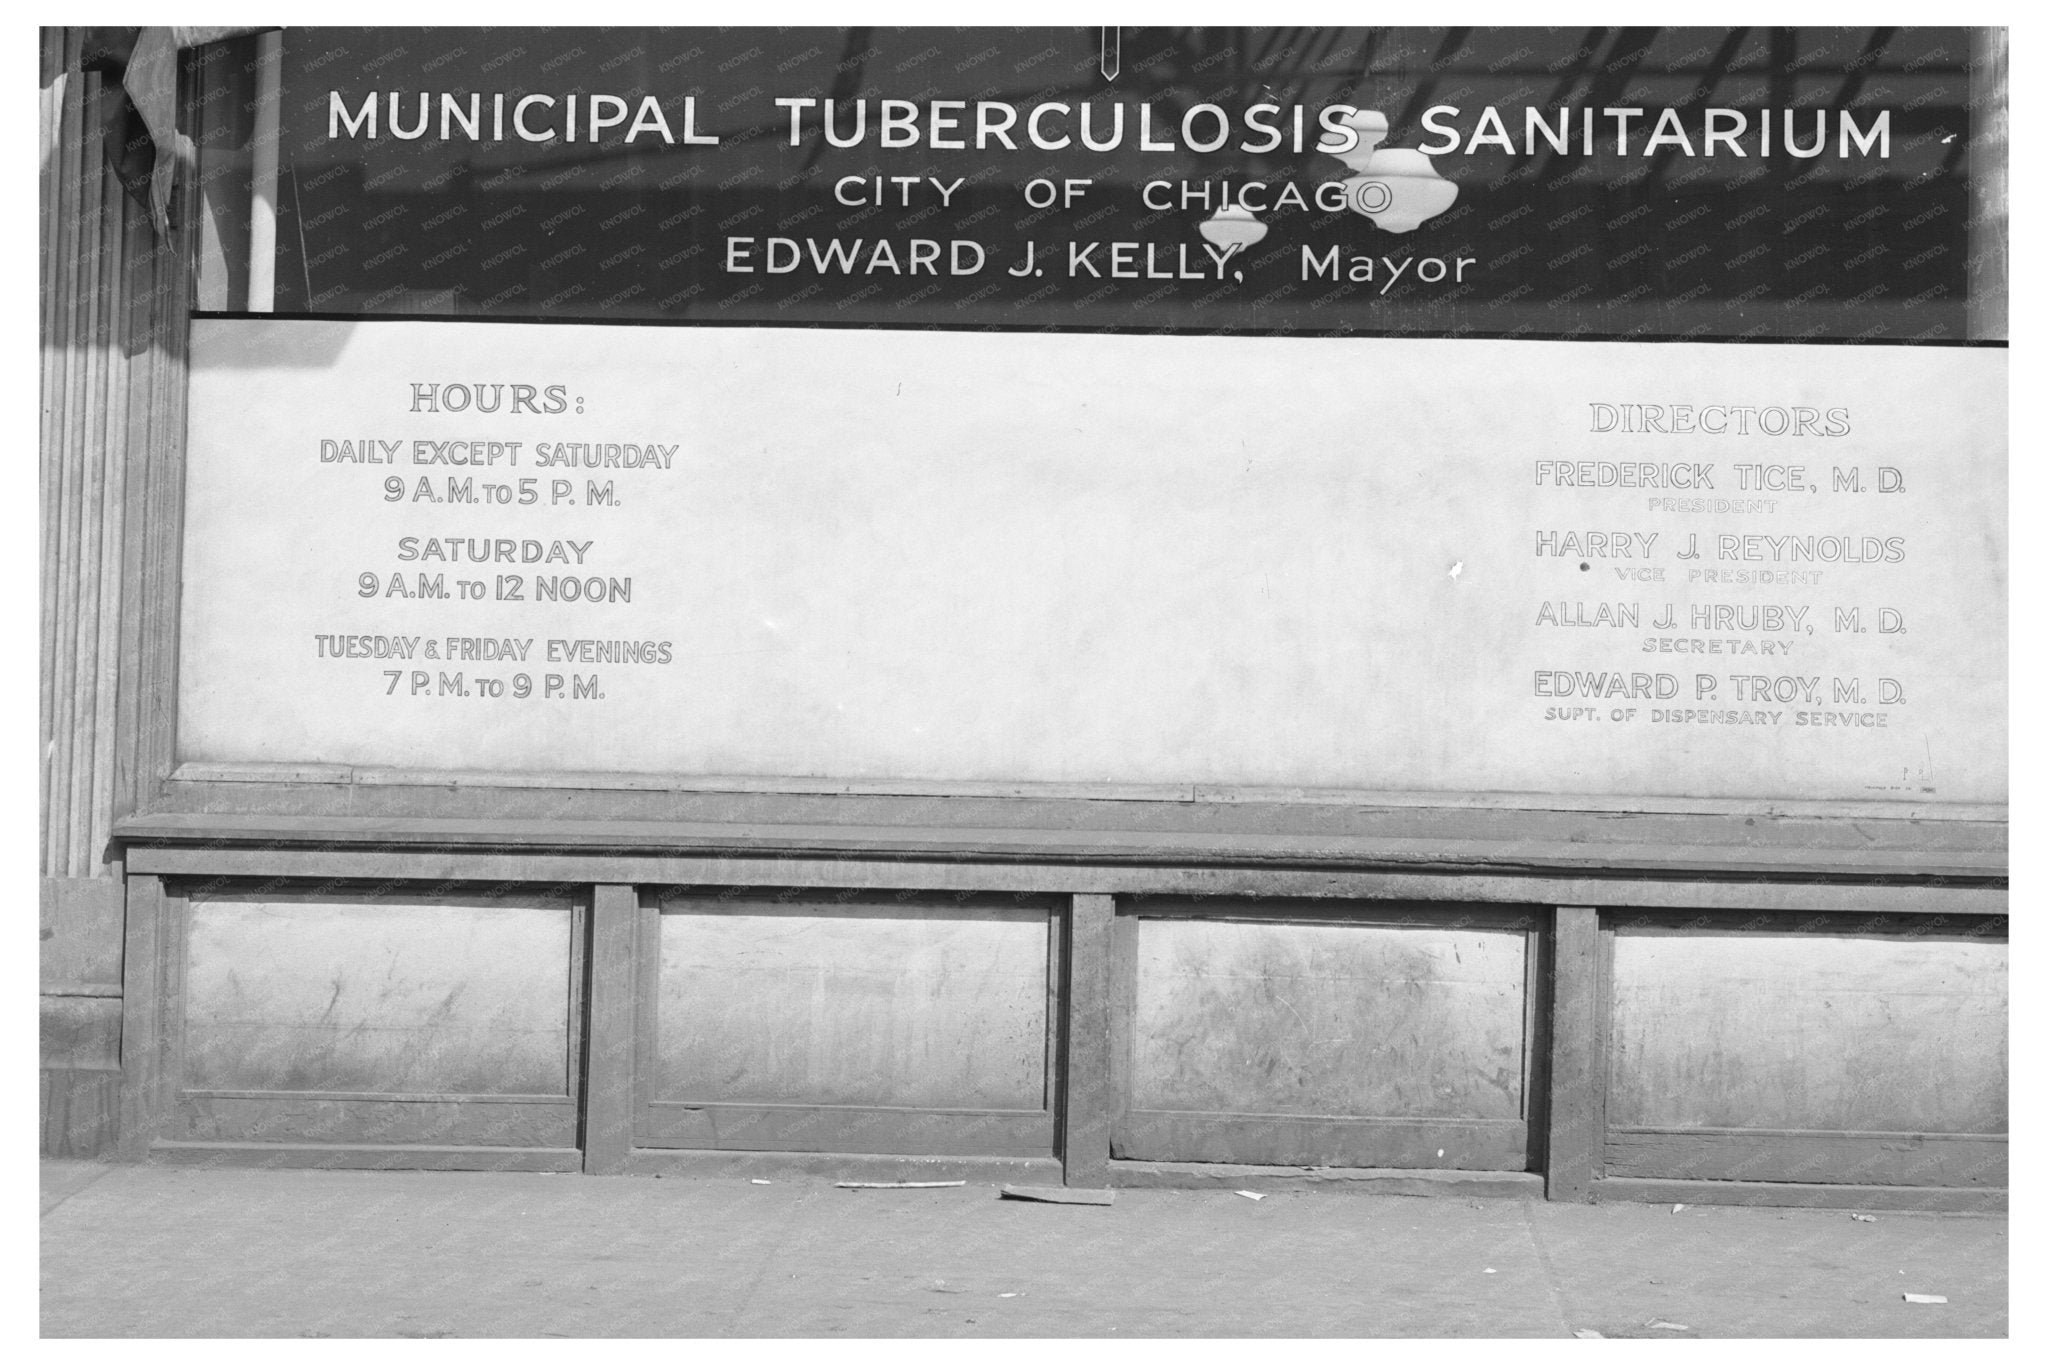 MUNICIPAL TUBERCULOSIS SANITARIUM
CITY OF CHICAGO
EDWARD J. KELLY, Mayor
HOURS:
DAILY EXCEPT SATURDAY
9 A.M. TO 5 P. M.
SATURDAY
9 A.M. TO 12 NOON
TUESDAY & FRIDAY EVENINGS
7 P. M. TO 9 P. M.
DIRECTORS
FREDERICK TICE, M. D.
PRESIDENT
HARRY J. REYNOLDS
VICE PRESIDENT
ALLAN J. HRUBY, M. D.
SECRETARY
EDWARD P. TROY, M. D.
SUPT. OF DISPENSARY SERVICE
KNOWOL